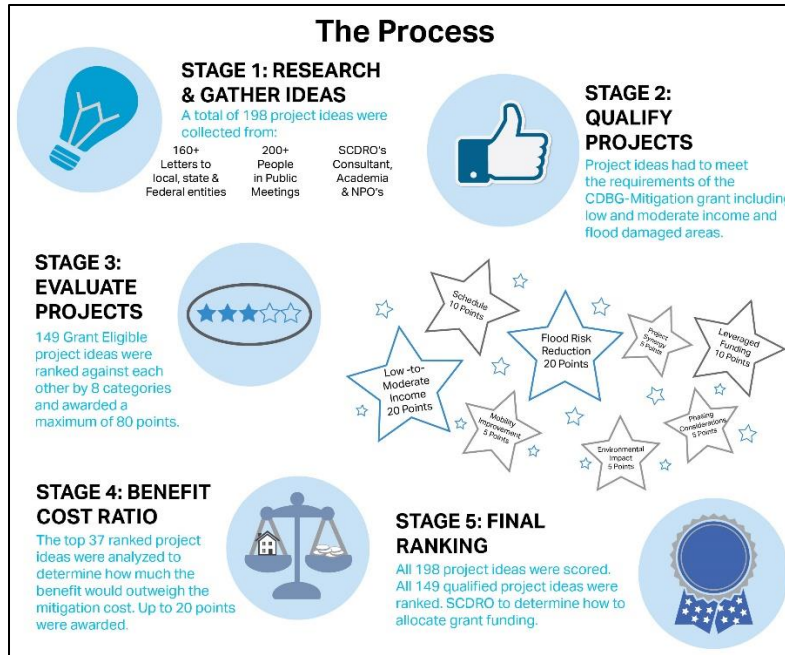 The Process
STAGE 1: RESEARCH
& GATHER IDEAS
A total of 198 project ideas were
collected from:
160+
Letters to
local, state &
Federal entities
200+
People
in Public
Meetings
SCDRO's
Consultant,
Academia
& NPO's
STAGE 2:
QUALIFY
PROJECTS
Project ideas had to meet
the requirements of the
CDBG-Mitigation grant including
low and moderate income and
flood damaged areas.
STAGE 3:
EVALUATE
PROJECTS
149 Grant Eligible
project ideas were
ranked against each
other by 8 categories
and awarded a
maximum of 80 points.
Schedule
10 Points
Low -to-
Moderate
Income
20 Points
Flood Risk
Reduction
20 Points
Project
Synergy
5 Points
Leveraged
Funding
10 Points
Mobility
Improvement
5 Points
Environmental
Impact
5 Points
Phasing
Considerations
5 Points
STAGE 4: BENEFIT
COST RATIO
The top 37 ranked project
ideas were analyzed to
determine how much the
benefit would outweigh the
mitigation cost. Up to 20 points
were awarded.
STAGE 5: FINAL
RANKING
All 198 project ideas were scored.
All 149 qualified project ideas were
ranked. SCDRO to determine how to
allocate grant funding.